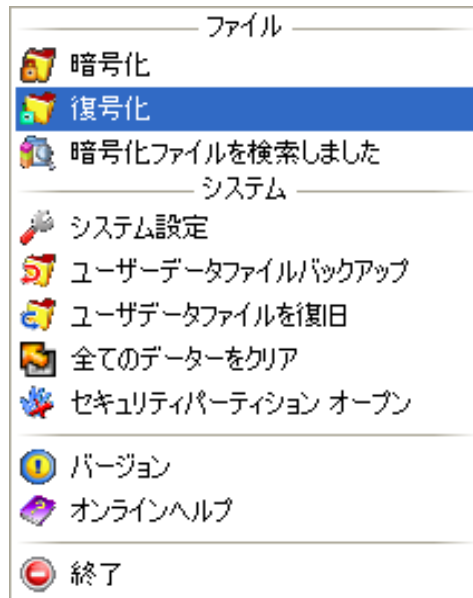 ファイル
暗号化
復号化
暗号化ファイルを検索しました
システム
システム設定
ユーザーデータファイルバックアップ
ユーザデータファイルを復旧
全てのデーターをクリア
セキュリティパーティション オープン
バージョン
オンラインヘルプ
終了